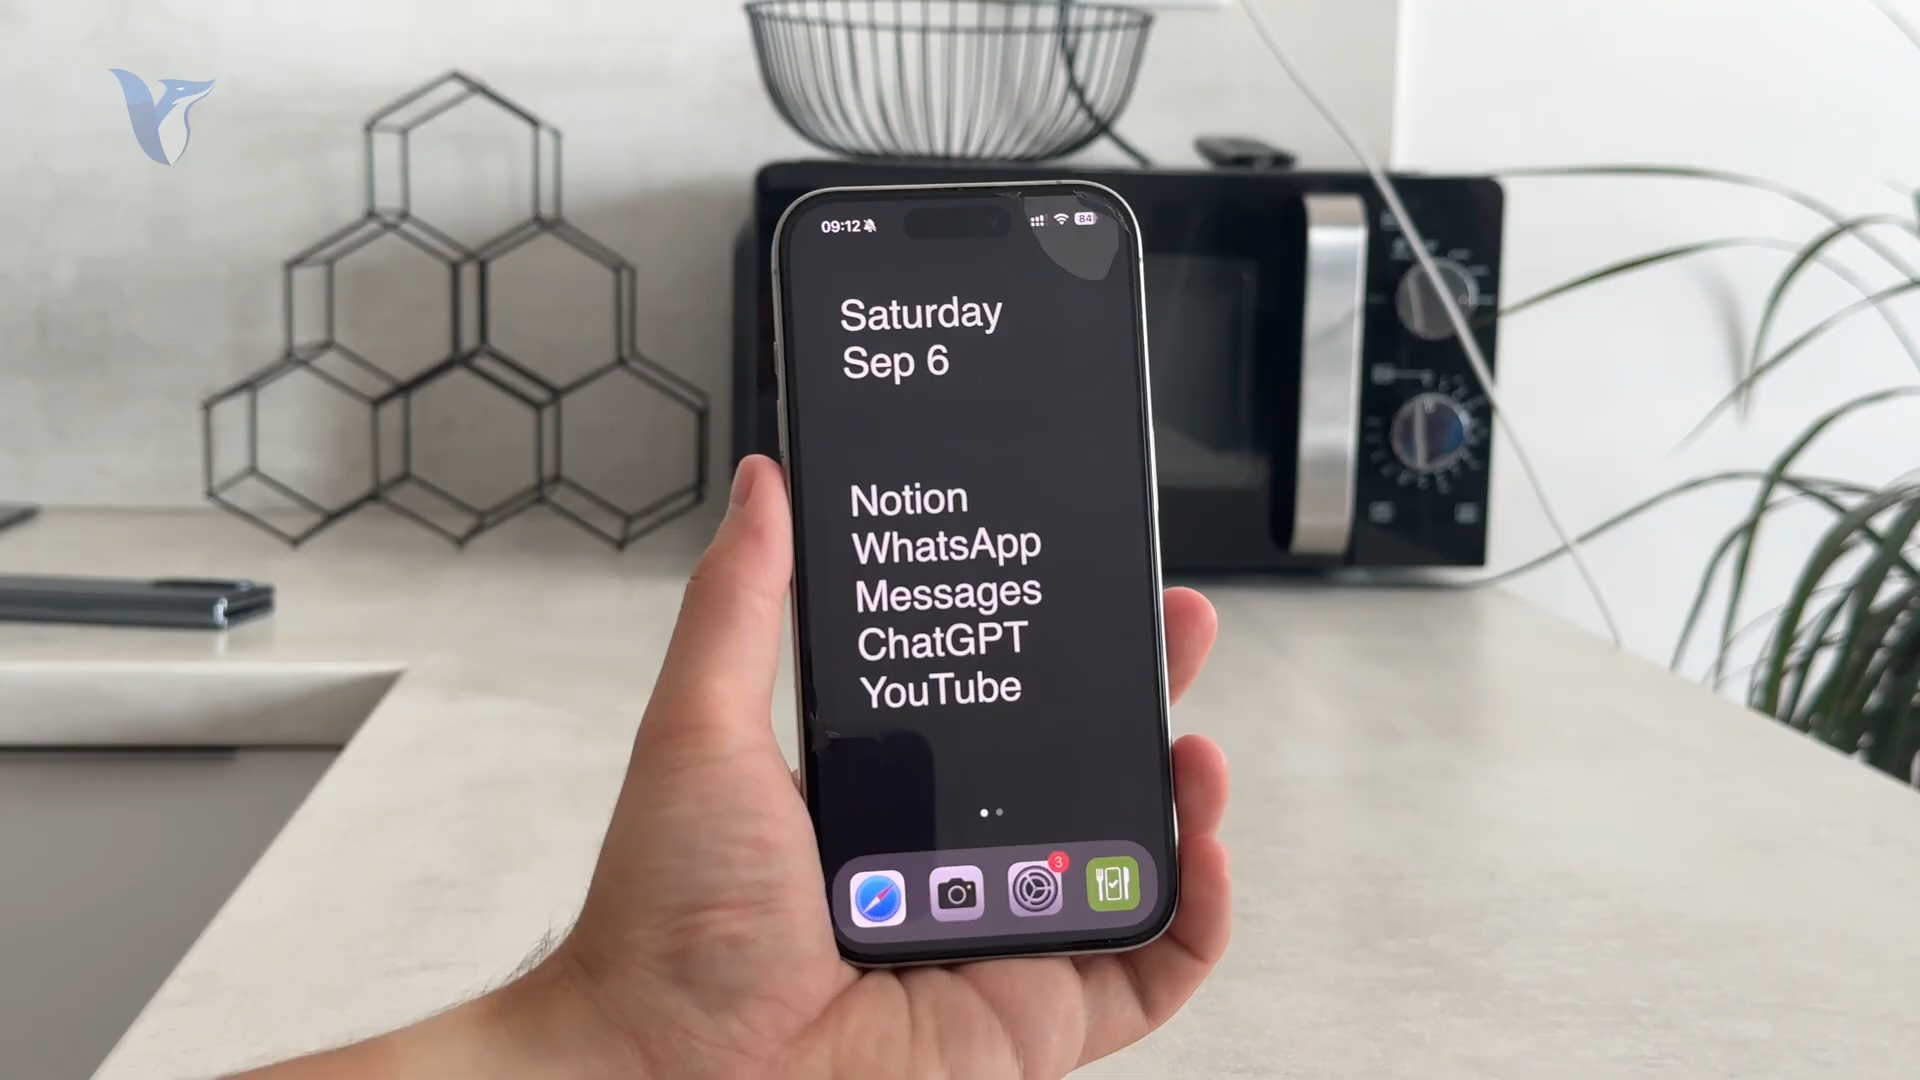 09:12
84
Saturday
Sep 6
Notion
WhatsApp
Messages
ChatGPT
YouTube
3